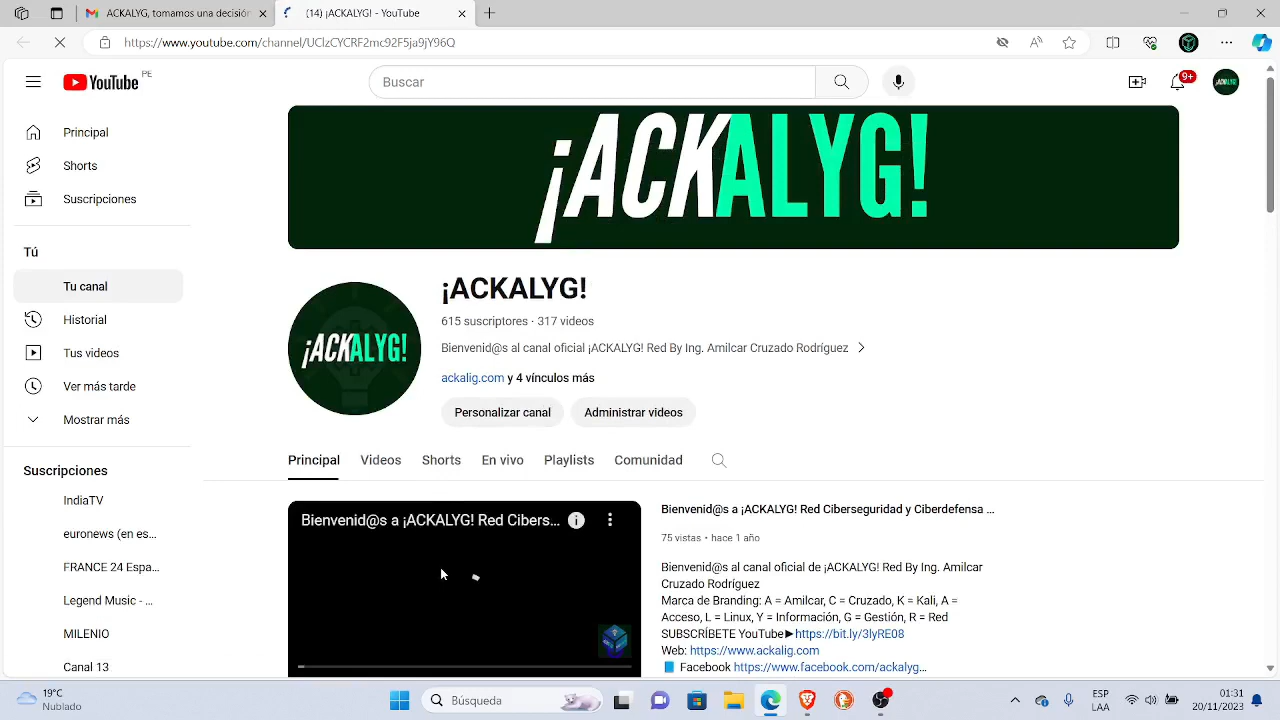 ¡ACKALYG!, tomamos tu decisión
(14) ¡ACKALYG! - YouTube
https://www.youtube.com/channel/UClzCYCRF2mc92F5ja9jY96Q
YouTube PE
Buscar
9+
¡ACKALYG!
Principal
Shorts
Suscripciones
Tú
Tu canal
Historial
Tus videos
Ver más tarde
Mostrar más
Suscripciones
IndiaTV
euronews (en es...
FRANCE 24 Espa...
Legend Music - ...
MILENIO
Canal 13
¡ACKALYG!
¡ACKALYG!
¡ACKALYG!
615 suscriptores · 317 videos
Bienvenid@s al canal oficial ¡ACKALYG! Red By Ing. Amilcar Cruzado Rodríguez
ackalig.com y 4 vínculos más
Personalizar canal
Administrar videos
Principal Videos Shorts En vivo Playlists Comunidad
Bienvenid@s a ¡ACKALYG! Red Cibers...
Bienvenid@s a ¡ACKALYG! Red Ciberseguridad y Ciberdefensa ...
75 vistas • hace 1 año
Bienvenid@s al canal oficial de ¡ACKALYG! Red By Ing. Amilcar
Cruzado Rodríguez
Marca de Branding: A = Amilcar, C = Cruzado, K = Kali, A =
Acceso, L = Linux, Y = Información, G = Gestión, R = Red
SUSCRÍBETE YouTube▶https://bit.ly/3lyRE08
Web: https://www.ackalig.com
📘 Facebook https://www.facebook.com/ackalyg...
19°C
Nublado
Búsqueda
ESP
LAA
01:31
20/11/2023